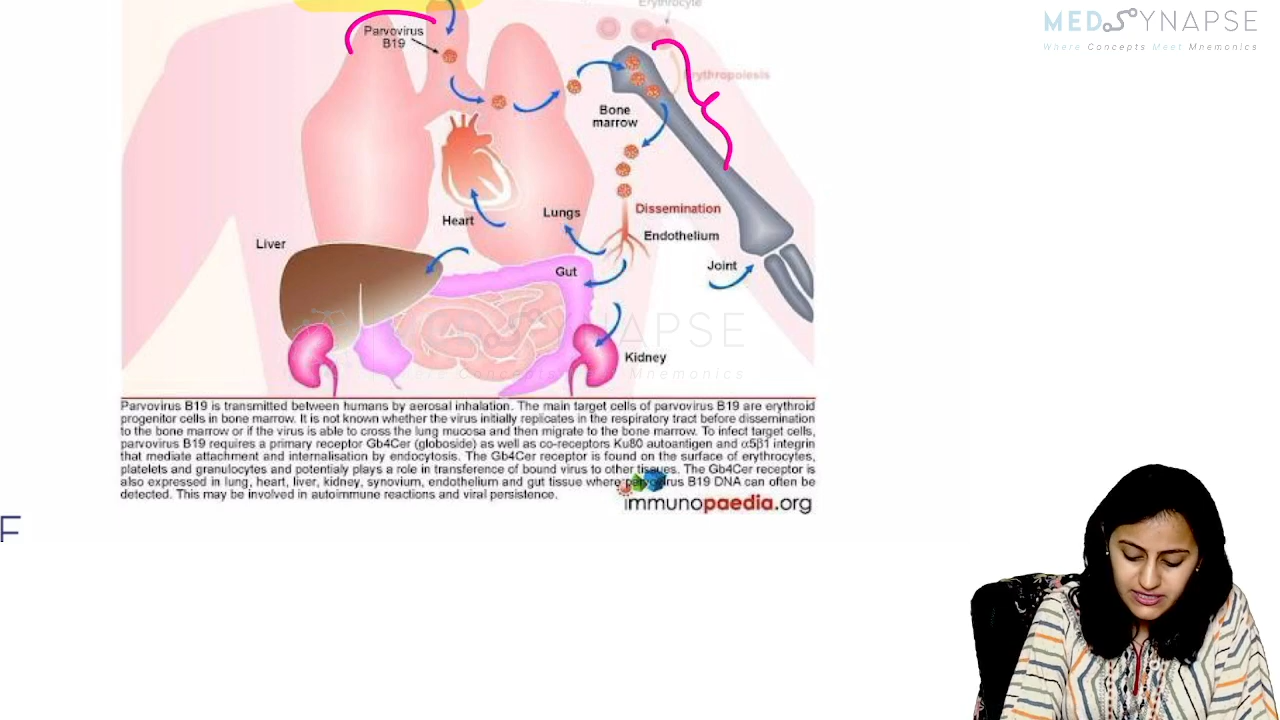 Erythrocyte
MEDSYNAPSE
Where Concepts Meet Mnemonics
Parvovirus
B19
Erythropoiesis
Bone
marrow
Dissemination
Heart
Lungs
Endothelium
Liver
Gut
Joint
SYNAPSE
Where Concepts Meet Mnemonics
Kidney
Parvovirus B19 is transmitted between humans by aerosal inhalation. The main target cells of parvovirus B19 are erythroid
progenitor cells in bone marrow. It is not known whether the virus initially replicates in the respiratory tract before dissemination
to the bone marrow or if the virus is able to cross the lung mucosa and then migrate to the bone marrow. To infect target cells,
parvovirus B19 requires a primary receptor Gb4Cer (globoside) as well as co-receptors Ku80 autoantigen and α5β1 integrin
that mediate attachment and internalisation by endocytosis. The Gb4Cer receptor is found on the surface of erythrocytes,
platelets and granulocytes and potentialy plays a role in transference of bound virus to other tissues. The Gb4Cer receptor is
also expressed in lung, heart, liver, kidney, synovium, endothelium and gut tissue where parvovirus B19 DNA can often be
detected. This may be involved in autoimmune reactions and viral persistence.
immunopaedia.org
F